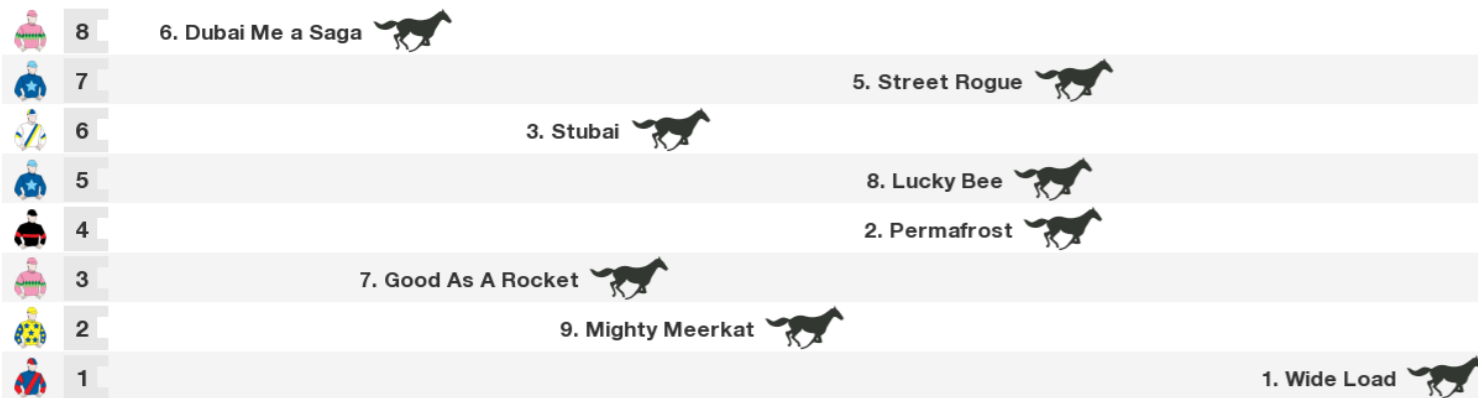 8 6. Dubai Me a Saga
7 5. Street Rogue
6 3. Stubai
5 8. Lucky Bee
4 2. Permafrost
3 7. Good As A Rocket
2 9. Mighty Meerkat
1 1. Wide Load